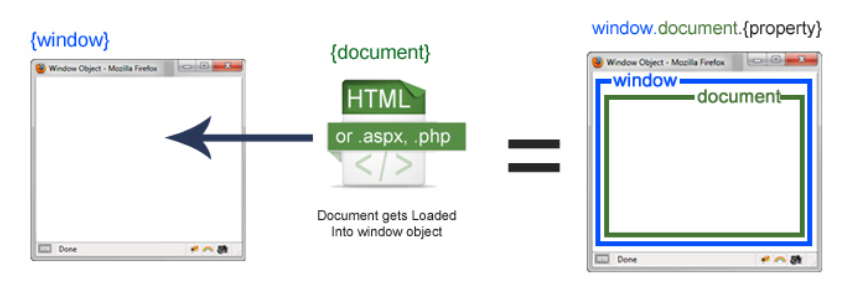 {window}
Window Object - Mozilla Firefox
Done
{document}
HTML
or .aspx, .php
</>
Document gets Loaded
Into window object
=
window.document.{property}
Window Object - Mozilla Firefox
window
document
Done